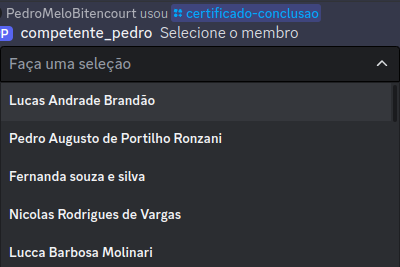 PedroMeloBitencourt usou certificado-conclusao
P competente_pedro Selecione o membro
Faça uma seleção
Lucas Andrade Brandão
Pedro Augusto de Portilho Ronzani
Fernanda souza e silva
Nicolas Rodrigues de Vargas
Lucca Barbosa Molinari